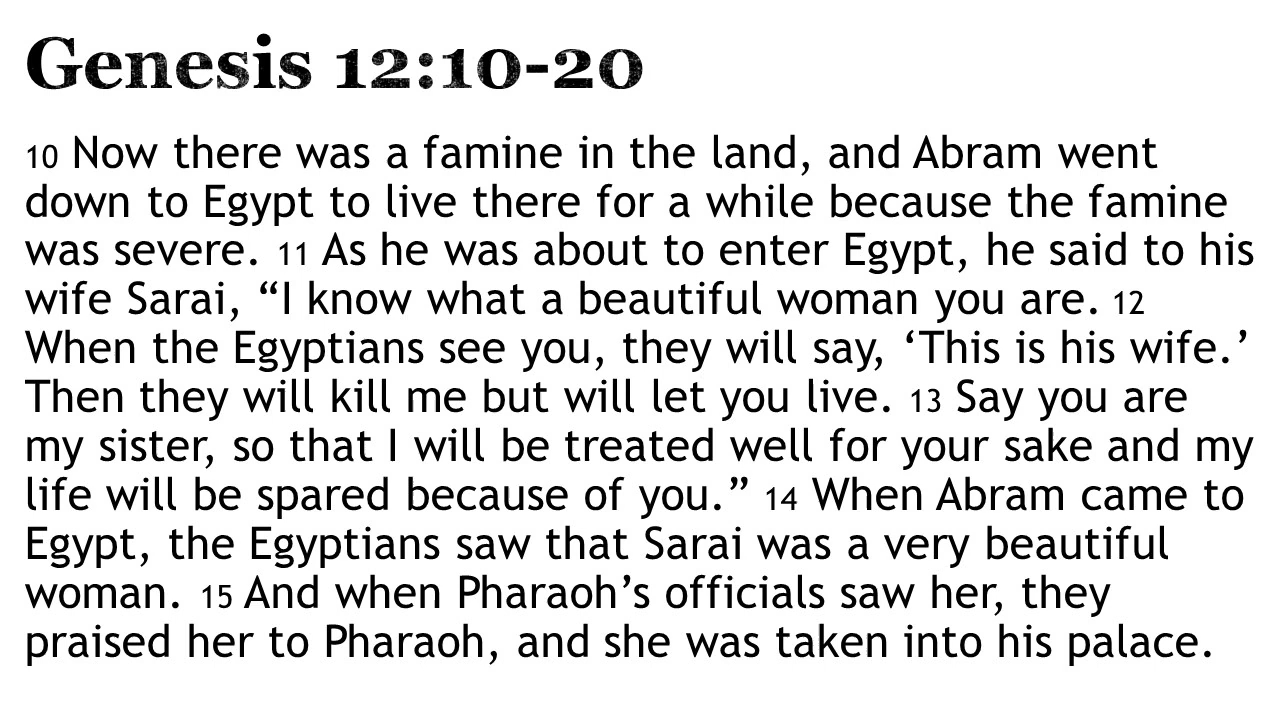 Genesis 12:10-20
10 Now there was a famine in the land, and Abram went
down to Egypt to live there for a while because the famine
was severe. 11 As he was about to enter Egypt, he said to his
wife Sarai, “I know what a beautiful woman you are. 12
When the Egyptians see you, they will say, ‘This is his wife.’
Then they will kill me but will let you live. 13 Say you are
my sister, so that I will be treated well for your sake and my
life will be spared because of you.” 14 When Abram came to
Egypt, the Egyptians saw that Sarai was a very beautiful
woman. 15 And when Pharaoh’s officials saw her, they
praised her to Pharaoh, and she was taken into his palace.